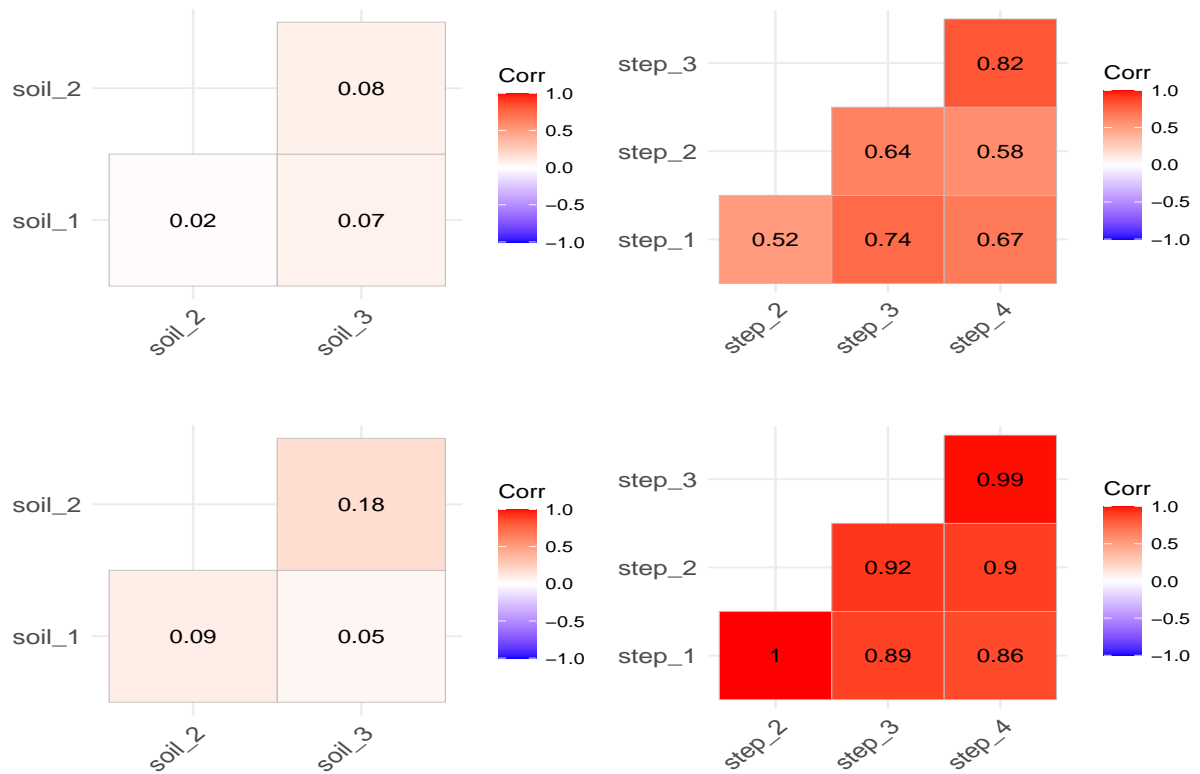 soil_2
0.08
soil_1
0.02 0.07
soil_2 soil_3
Corr
1.0
0.5
0.0
−0.5
−1.0
step_3
0.82
step_2
0.64 0.58
step_1
0.52 0.74 0.67
step_2 step_3 step_4
Corr
1.0
0.5
0.0
−0.5
−1.0
soil_2
0.18
soil_1
0.09 0.05
soil_2 soil_3
Corr
1.0
0.5
0.0
−0.5
−1.0
step_3
0.99
step_2
0.92 0.9
step_1
1 0.89 0.86
step_2 step_3 step_4
Corr
1.0
0.5
0.0
−0.5
−1.0